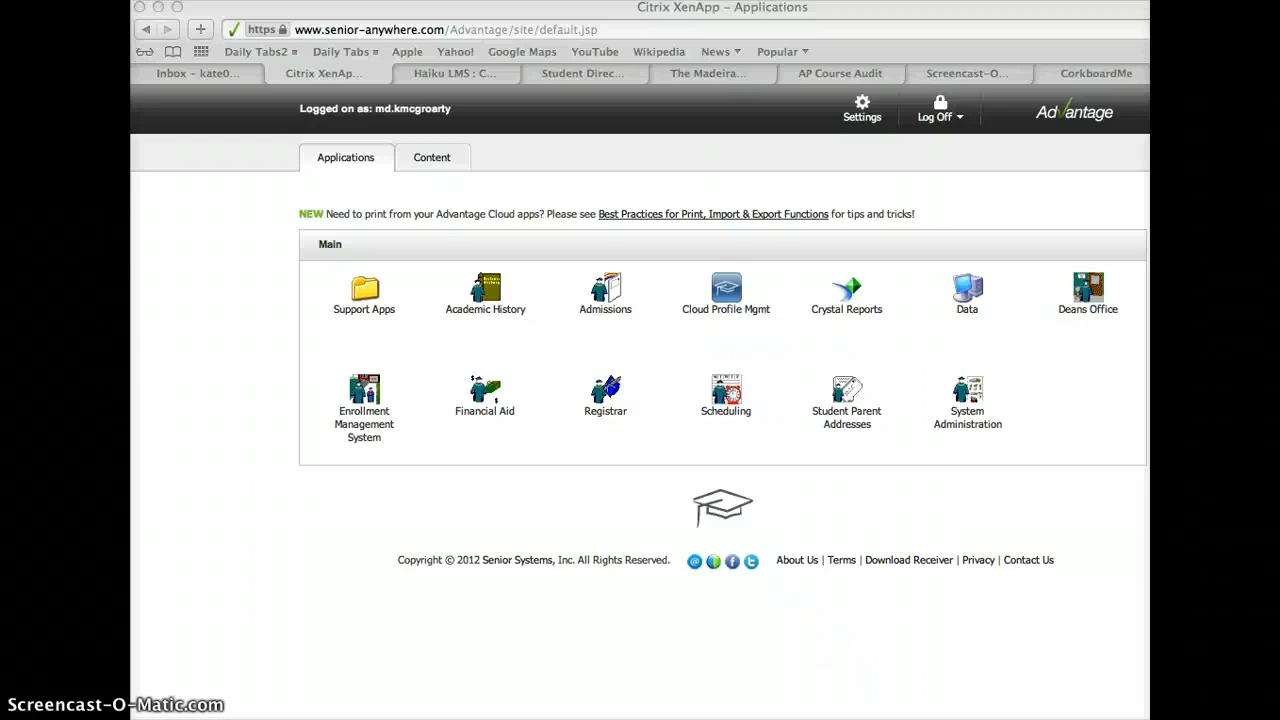 Citrix XenApp – Applications
https www.senior-anywhere.com/Advantage/site/default.jsp
Daily Tabs2 Daily Tabs Apple Yahoo! Google Maps YouTube Wikipedia News Popular
Inbox – kate0... Citrix XenAp... Haiku LMS : C... Student Direc... The Madeira... AP Course Audit Screencast-O... CorkboardMe
Logged on as: md.kmcgroarty
Settings
Log Off
Advantage
Applications Content
NEW Need to print from your Advantage Cloud apps? Please see Best Practices for Print, Import & Export Functions for tips and tricks!
Main
Support Apps Academic History Admissions Cloud Profile Mgmt Crystal Reports Data Deans Office
Enrollment Management System
Financial Aid
Registrar
Scheduling
Student Parent Addresses
System Administration
Copyright © 2012 Senior Systems, Inc. All Rights Reserved. About Us | Terms | Download Receiver | Privacy | Contact Us
Screencast-O-Matic.com